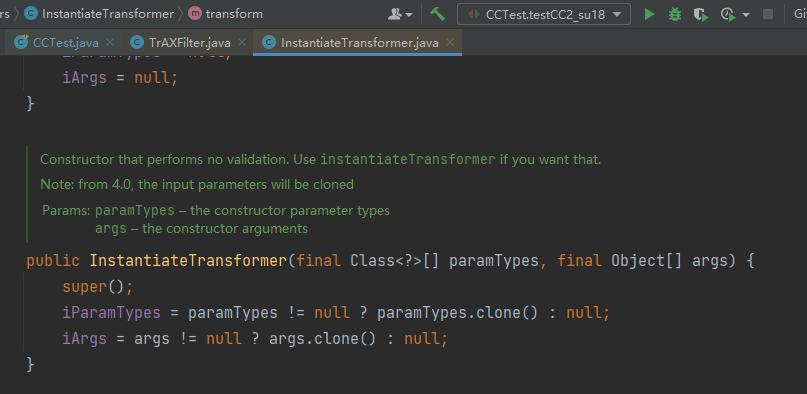 rs InstantiateTransformer m transform CCTest.testCC2_su18 Gi
CCTest.java TrAXFilter.java InstantiateTransformer.java
iArgs = null;
}
Constructor that performs no validation. Use instantiateTransformer if you want that.
Note: from 4.0, the input parameters will be cloned
Params: paramTypes – the constructor parameter types
args – the constructor arguments
public InstantiateTransformer(final Class<?>[] paramTypes, final Object[] args) {
super();
iParamTypes = paramTypes != null ? paramTypes.clone() : null;
iArgs = args != null ? args.clone() : null;
}